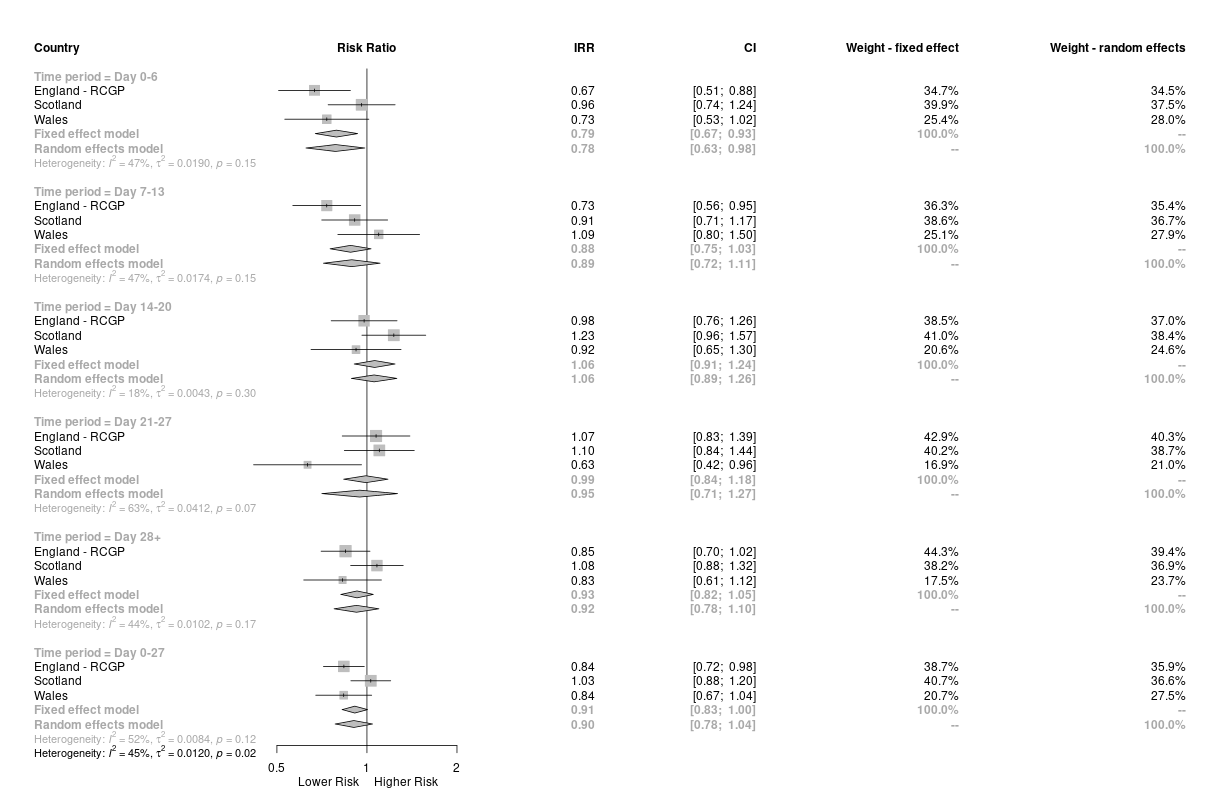 Country Risk Ratio IRR CI Weight - fixed effect Weight - random effects
Time period = Day 0-6
England - RCGP 0.67 [0.51; 0.88] 34.7% 34.5%
Scotland 0.96 [0.74; 1.24] 39.9% 37.5%
Wales 0.73 [0.53; 1.02] 25.4% 28.0%
Fixed effect model 0.79 [0.67; 0.93] 100.0% --
Random effects model 0.78 [0.63; 0.98] -- 100.0%
Heterogeneity: I² = 47%, τ² = 0.0190, p = 0.15
Time period = Day 7-13
England - RCGP 0.73 [0.56; 0.95] 36.3% 35.4%
Scotland 0.91 [0.71; 1.17] 38.6% 36.7%
Wales 1.09 [0.80; 1.50] 25.1% 27.9%
Fixed effect model 0.88 [0.75; 1.03] 100.0% --
Random effects model 0.89 [0.72; 1.11] -- 100.0%
Heterogeneity: I² = 47%, τ² = 0.0174, p = 0.15
Time period = Day 14-20
England - RCGP 0.98 [0.76; 1.26] 38.5% 37.0%
Scotland 1.23 [0.96; 1.57] 41.0% 38.4%
Wales 0.92 [0.65; 1.30] 20.6% 24.6%
Fixed effect model 1.06 [0.91; 1.24] 100.0% --
Random effects model 1.06 [0.89; 1.26] -- 100.0%
Heterogeneity: I² = 18%, τ² = 0.0043, p = 0.30
Time period = Day 21-27
England - RCGP 1.07 [0.83; 1.39] 42.9% 40.3%
Scotland 1.10 [0.84; 1.44] 40.2% 38.7%
Wales 0.63 [0.42; 0.96] 16.9% 21.0%
Fixed effect model 0.99 [0.84; 1.18] 100.0% --
Random effects model 0.95 [0.71; 1.27] -- 100.0%
Heterogeneity: I² = 63%, τ² = 0.0412, p = 0.07
Time period = Day 28+
England - RCGP 0.85 [0.70; 1.02] 44.3% 39.4%
Scotland 1.08 [0.88; 1.32] 38.2% 36.9%
Wales 0.83 [0.61; 1.12] 17.5% 23.7%
Fixed effect model 0.93 [0.82; 1.05] 100.0% --
Random effects model 0.92 [0.78; 1.10] -- 100.0%
Heterogeneity: I² = 44%, τ² = 0.0102, p = 0.17
Time period = Day 0-27
England - RCGP 0.84 [0.72; 0.98] 38.7% 35.9%
Scotland 1.03 [0.88; 1.20] 40.7% 36.6%
Wales 0.84 [0.67; 1.04] 20.7% 27.5%
Fixed effect model 0.91 [0.83; 1.00] 100.0% --
Random effects model 0.90 [0.78; 1.04] -- 100.0%
Heterogeneity: I² = 52%, τ² = 0.0084, p = 0.12
Heterogeneity: I² = 45%, τ² = 0.0120, p = 0.02
0.5 1 2
Lower Risk Higher Risk